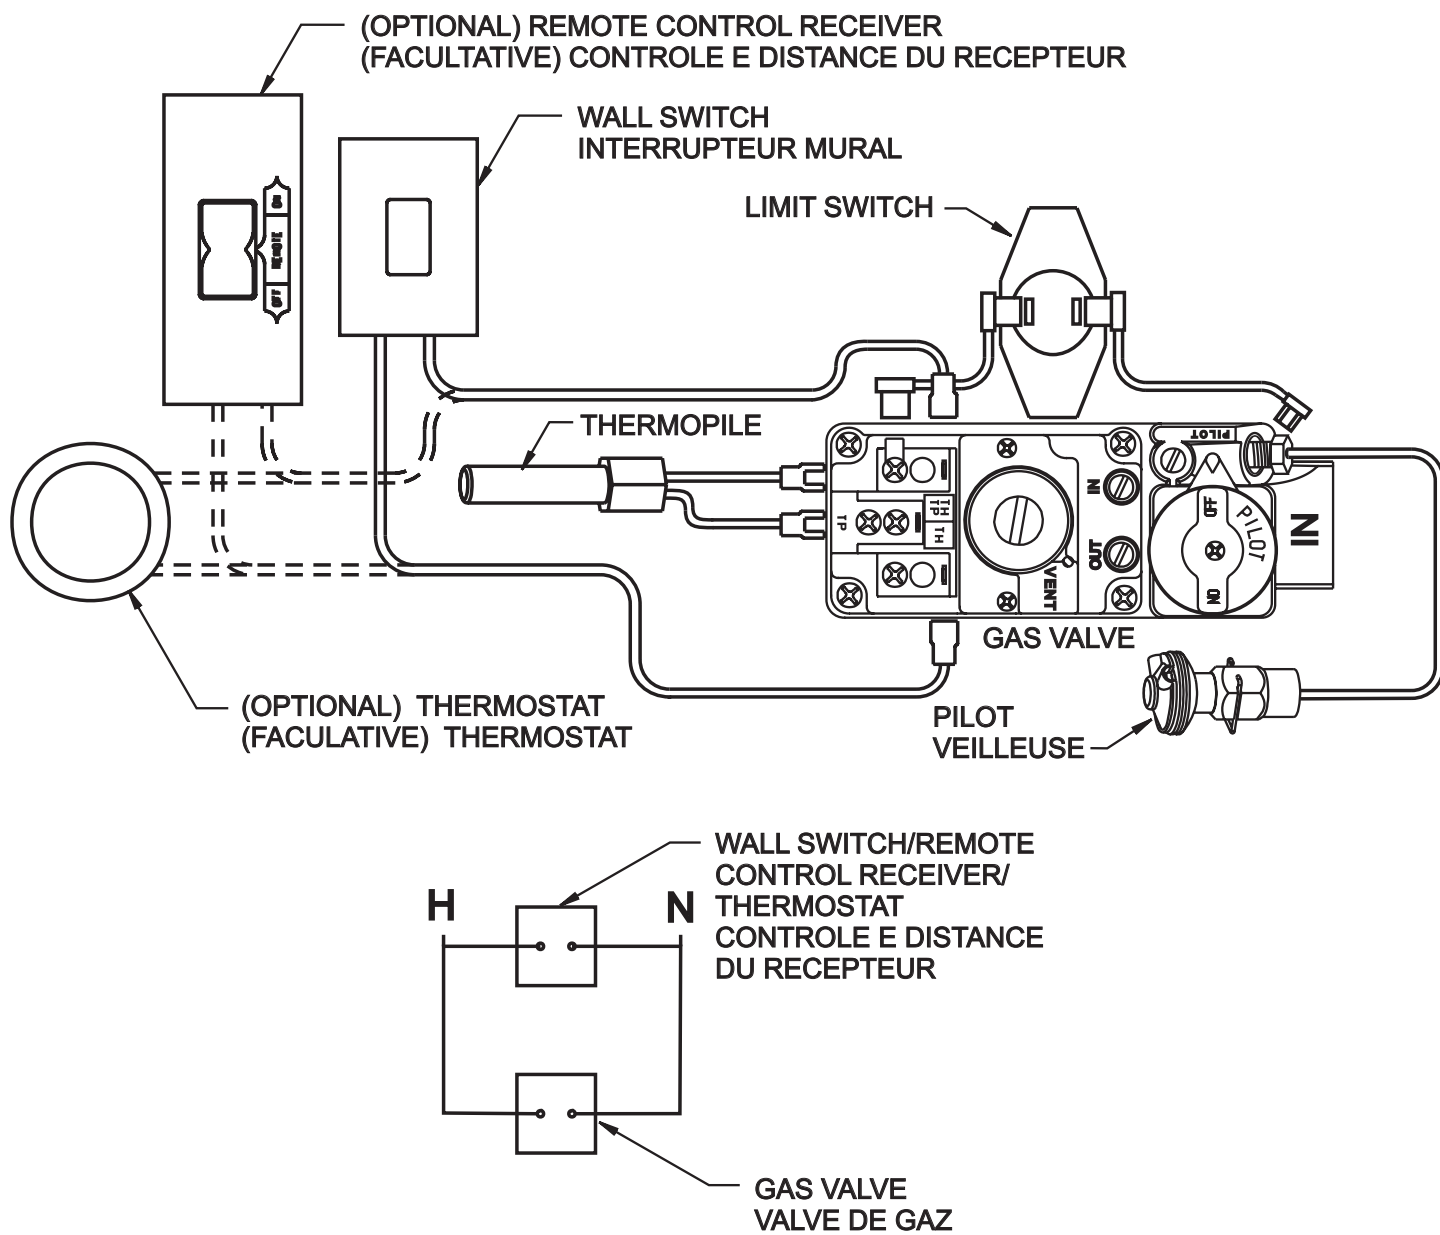 (OPTIONAL) REMOTE CONTROL RECEIVER
(FACULTATIVE) CONTROLE E DISTANCE DU RECEPTEUR
WALL SWITCH
INTERRUPTEUR MURAL
LIMIT SWITCH
On
OFF
THERMOPILE
PILOT
IN
OUT
TP
TH
TP
TH
VENT
OFF
PILOT
ON
IN
GAS VALVE
(OPTIONAL) THERMOSTAT
(FACULATIVE) THERMOSTAT
PILOT
VEILLEUSE
WALL SWITCH/REMOTE
CONTROL RECEIVER/
THERMOSTAT
CONTROLE E DISTANCE
DU RECEPTEUR
H
N
GAS VALVE
VALVE DE GAZ